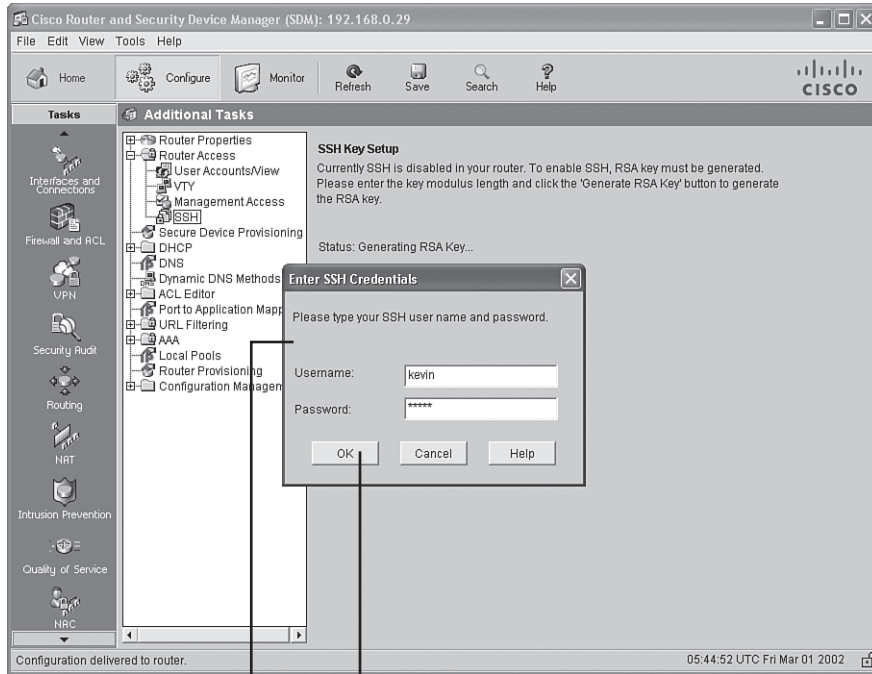 Cisco Router and Security Device Manager (SDM): 192.168.0.29
File Edit View Tools Help
Home
Configure
Monitor
Refresh
Save
Search
Help
CISCO
Tasks
Additional Tasks
Interfaces and
Connections
Firewall and ACL
VPN
Security Audit
Routing
NAT
Intrusion Prevention
Quality of Service
NAC
Router Properties
Router Access
User Accounts/View
VTY
Management Access
SSH
Secure Device Provisioning
DHCP
DNS
Dynamic DNS Methods
ACL Editor
Port to Application Mapp
URL Filtering
AAA
Local Pools
Router Provisioning
Configuration Managem
SSH Key Setup
Currently SSH is disabled in your router. To enable SSH, RSA key must be generated.
Please enter the key modulus length and click the 'Generate RSA Key' button to generate
the RSA key.
Status: Generating RSA Key...
Enter SSH Credentials
Please type your SSH user name and password.
Username: kevin
Password: *****
OK Cancel Help
Configuration delivered to router.
05:44:52 UTC Fri Mar 01 2002